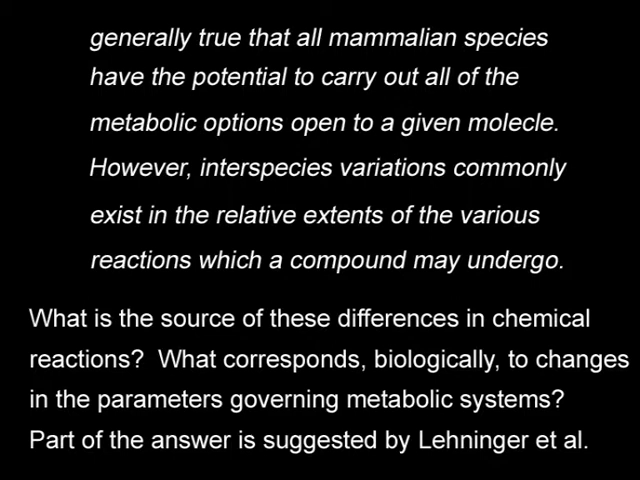 generally true that all mammalian species
have the potential to carry out all of the
metabolic options open to a given molecle.
However, interspecies variations commonly
exist in the relative extents of the various
reactions which a compound may undergo.
What is the source of these differences in chemical
reactions?  What corresponds, biologically, to changes
in the parameters governing metabolic systems?
Part of the answer is suggested by Lehninger et al.